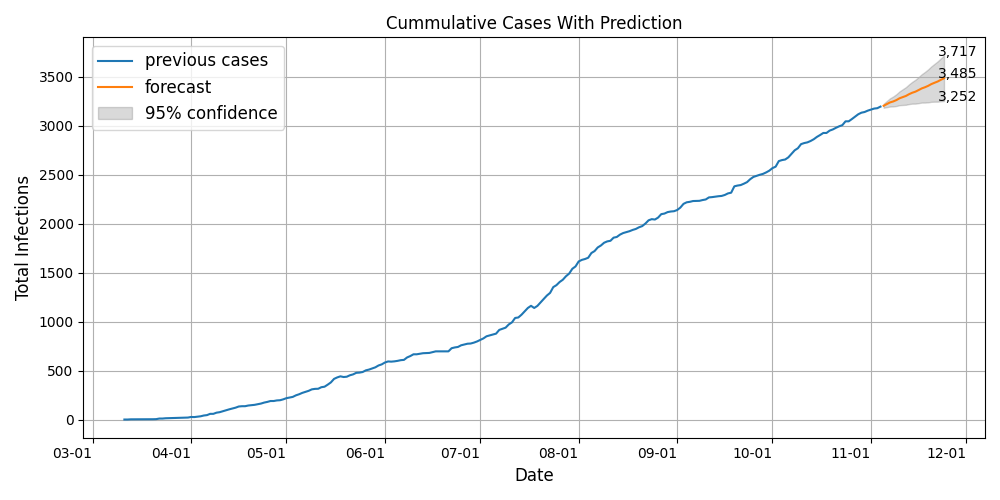 Cummulative Cases With Prediction
previous cases
forecast
95% confidence
3,717
3,485
3,252
Total Infections
3500
3000
2500
2000
1500
1000
500
0
03-01 04-01 05-01 06-01 07-01 08-01 09-01 10-01 11-01 12-01
Date